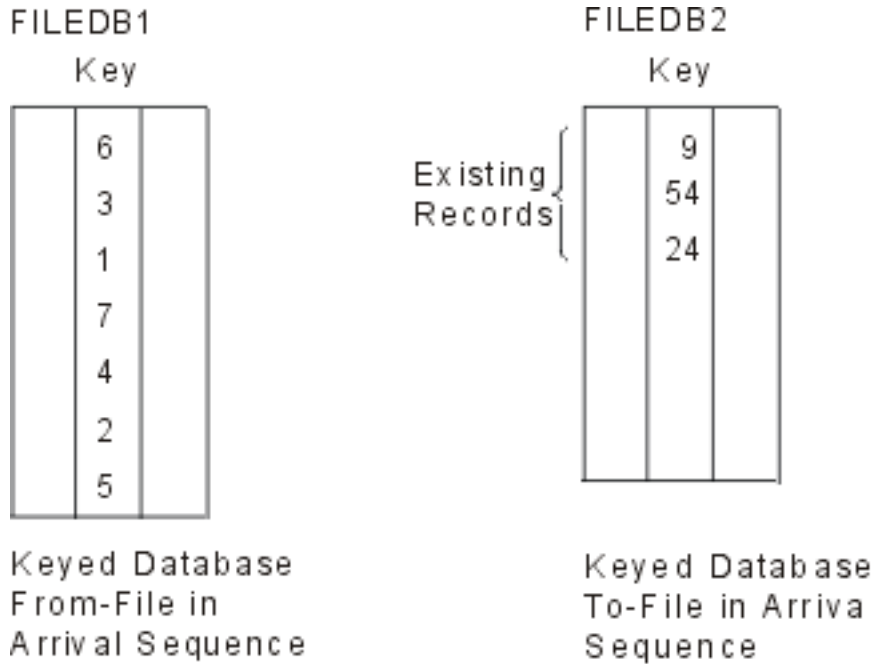 FILEDB1
Key
6
3
1
7
4
2
5
Keyed Database
From-File in
Arrival Sequence
FILEDB2
Key
Existing
Records
9
54
24
Keyed Database
To-File in Arriva
Sequence